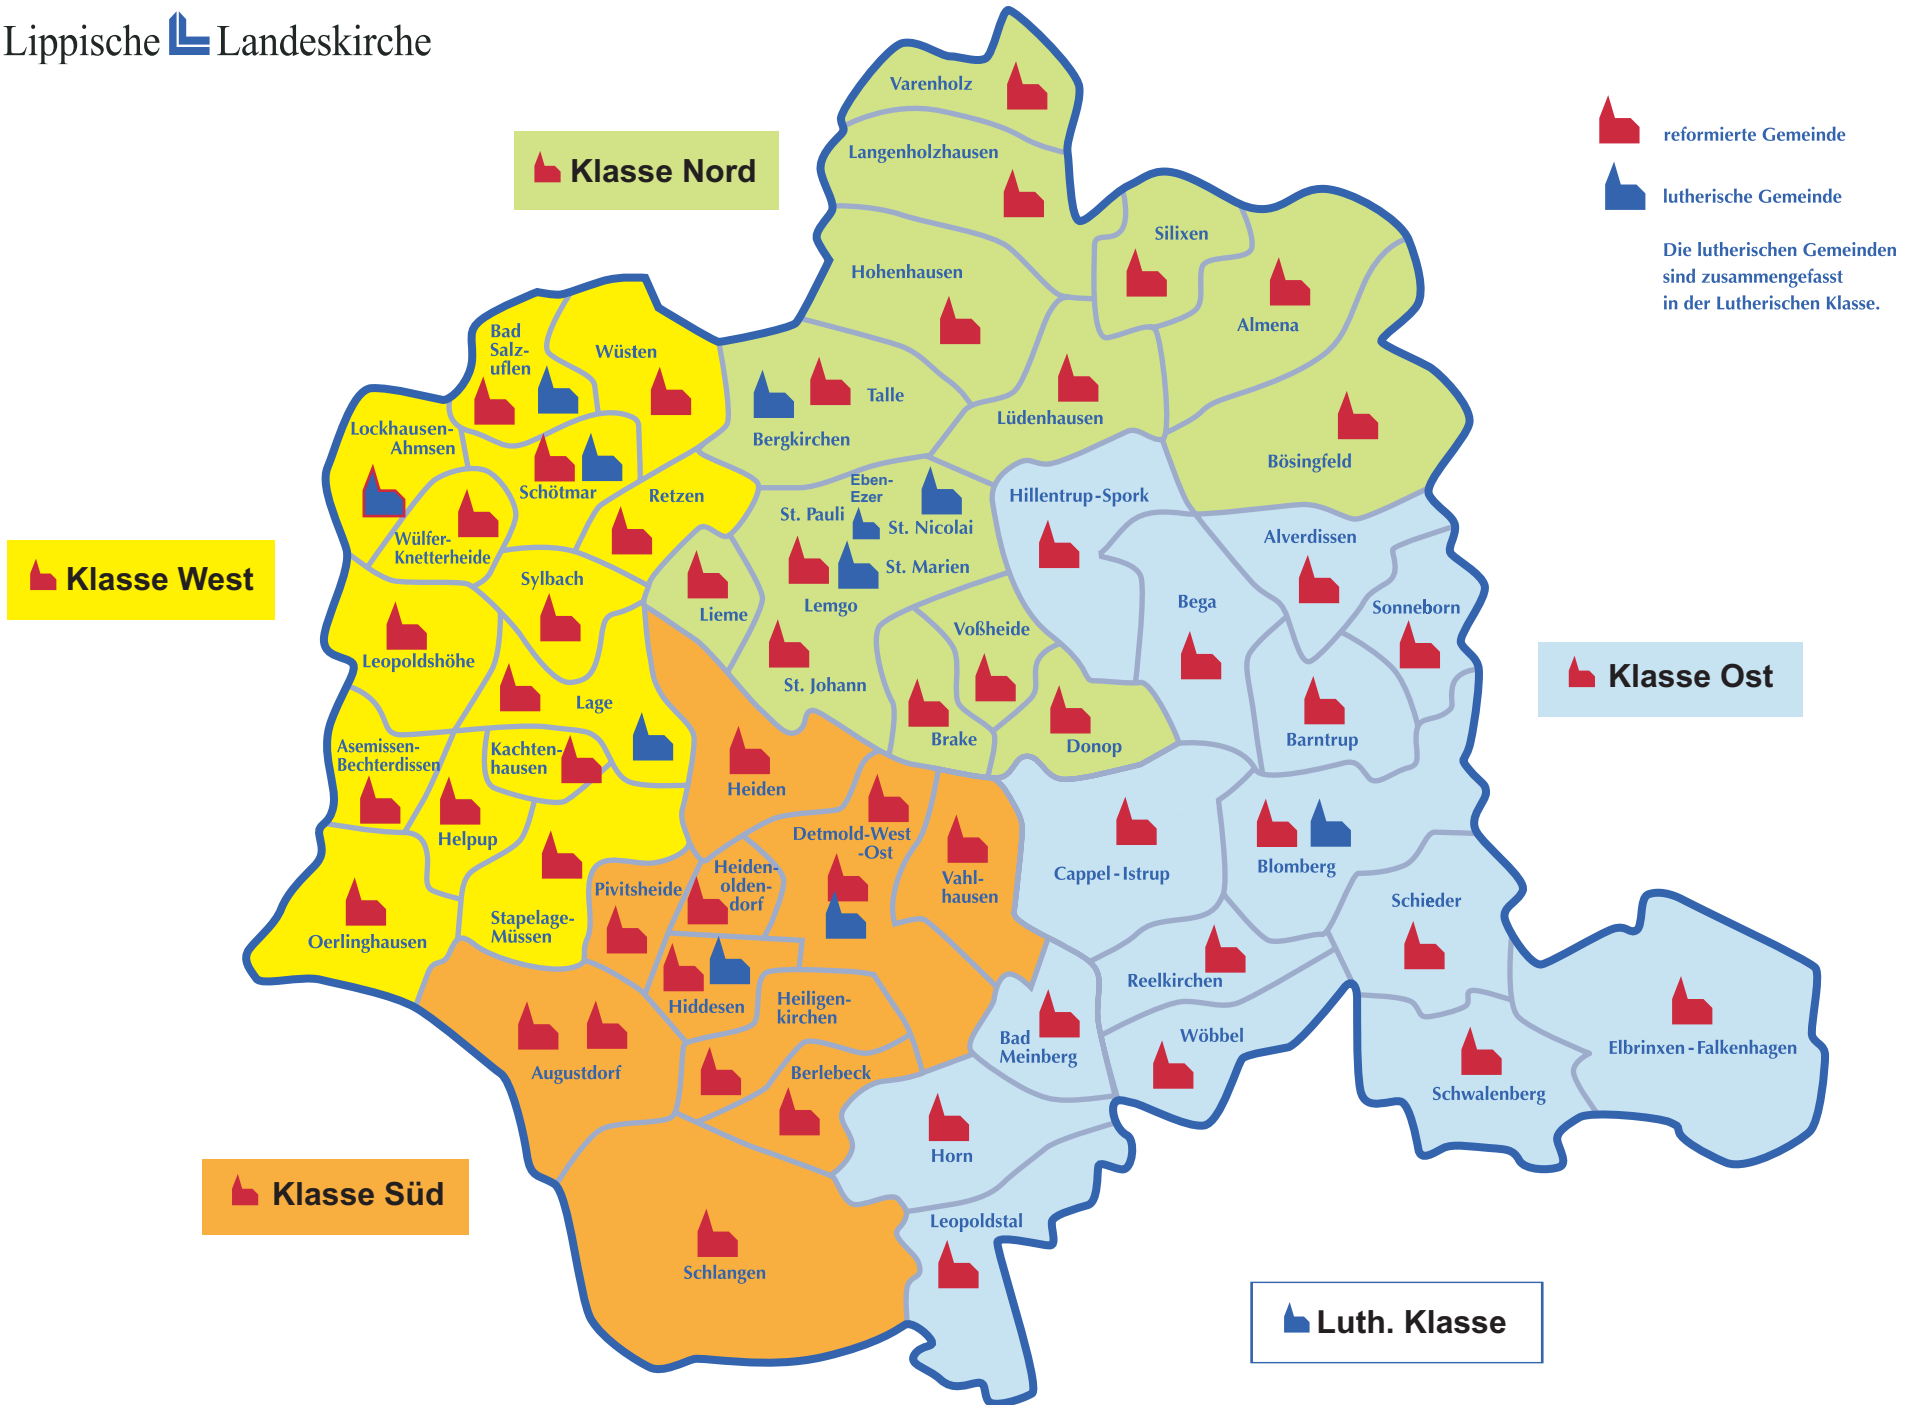 Lippische Landeskirche
Varenholz
reformierte Gemeinde
Langenholzhausen
Klasse Nord
lutherische Gemeinde
Silixen
Die lutherischen Gemeinden
sind zusammengefasst
in der Lutherischen Klasse.
Hohenhausen
Almena
Bad
Salz-
uflen
Wüsten
Talle
Lüdenhausen
Bergkirchen
Lockhausen-
Ahmsen
Bösingfeld
Schötmar
Retzen
Eben-
Ezer
St. Pauli
St. Nicolai
Hillentrup-Spork
Alverdissen
Wülfer-
Knetterheide
Klasse West
Sylbach
St. Marien
Lemgo
Lieme
Bega
Sonneborn
Voßheide
Leopoldshöhe
St. Johann
Klasse Ost
Lage
Brake
Donop
Barntrup
Asemissen-
Bechterdissen
Kachten-
hausen
Heiden
Helpup
Detmold-West
-Ost
Cappel-Istrup
Blomberg
Heiden-
olden-
dorf
Pivitsheide
Vahl-
hausen
Schieder
Stapelage-
Müssen
Oerlinghausen
Reelkirchen
Hiddesen
Heiligen-
kirchen
Bad
Meinberg
Wöbbel
Elbrinxen-Falkenhagen
Augustdorf
Berlebeck
Schwalenberg
Horn
Klasse Süd
Leopoldstal
Schlangen
Luth. Klasse